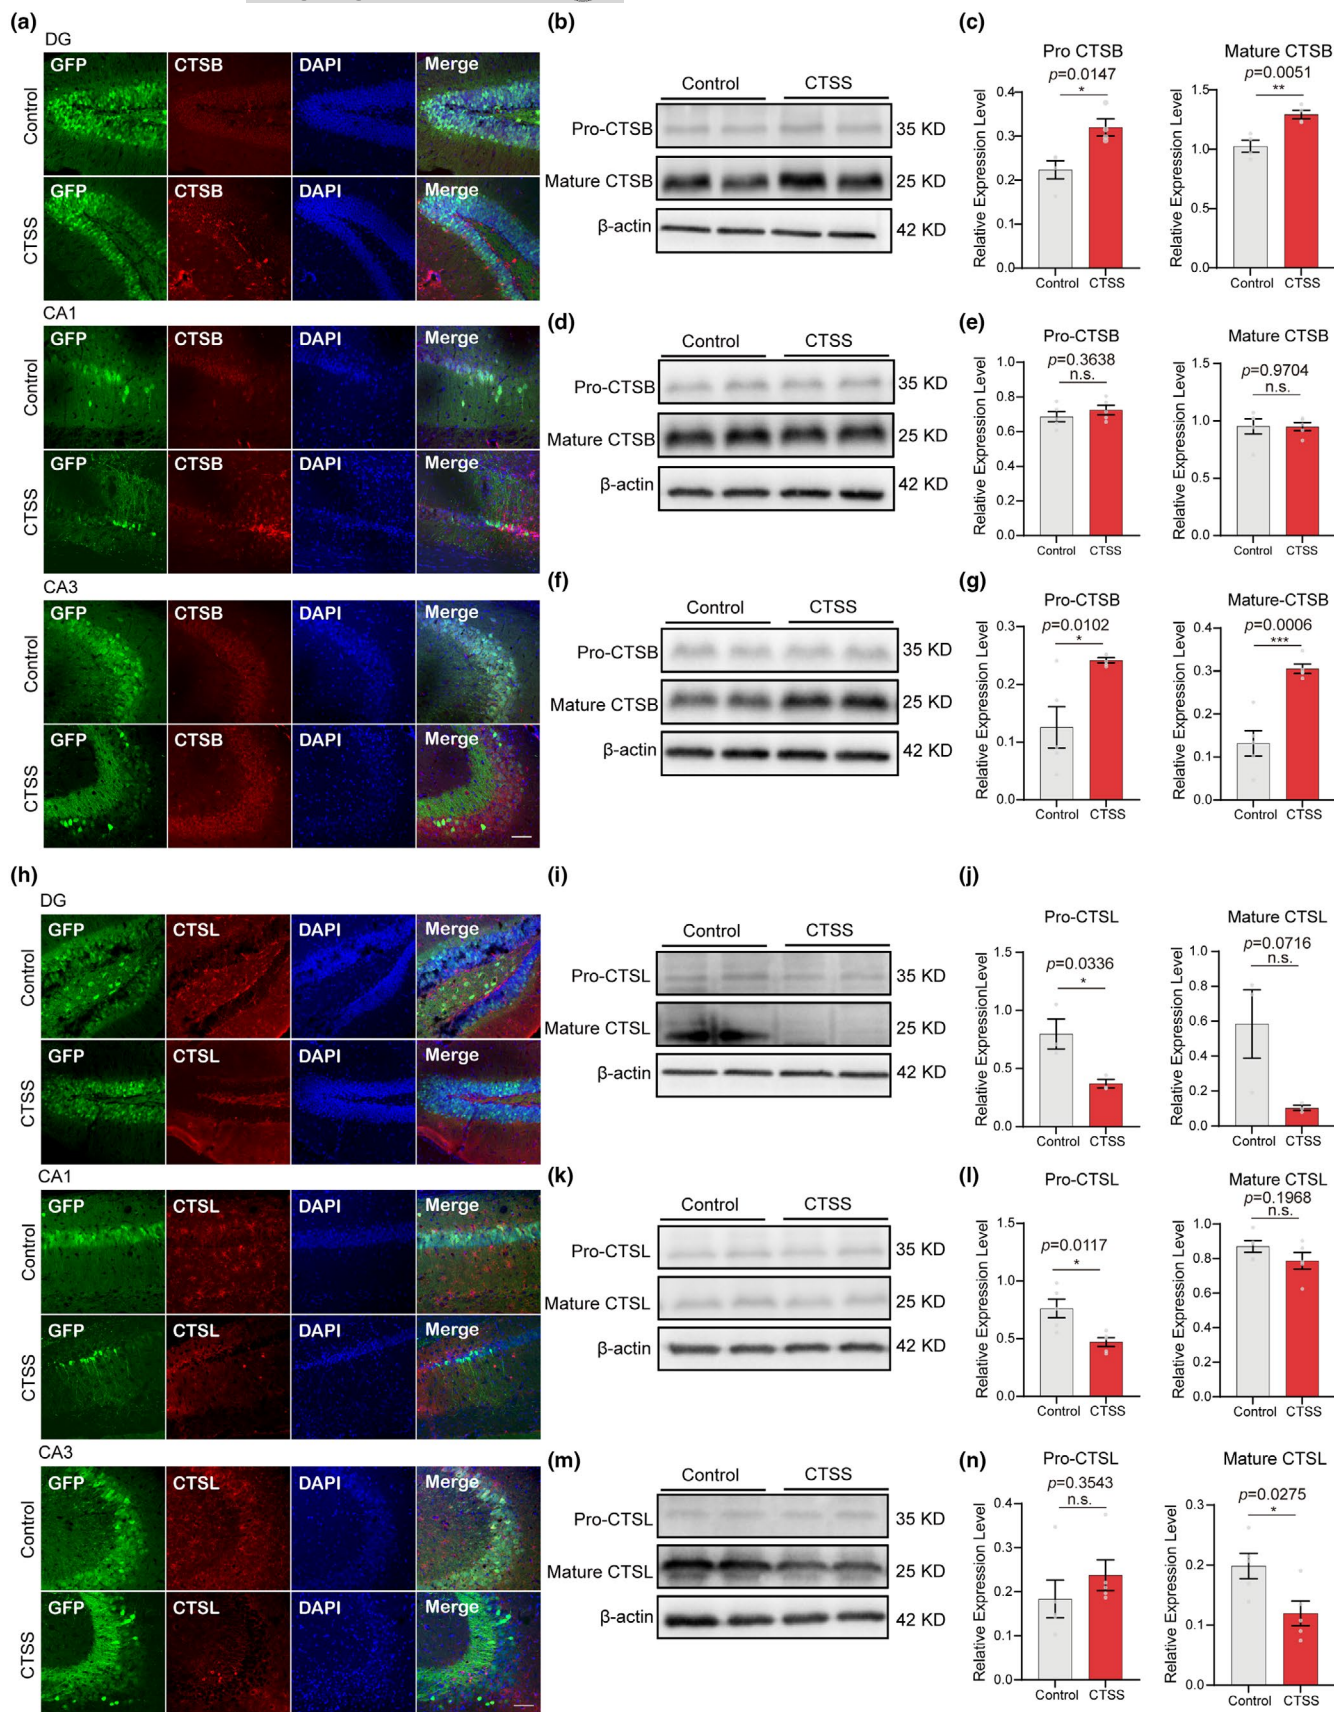 (a)
DG
Control
GFP CTSB DAPI Merge
CTSS
GFP CTSB DAPI Merge
CA1
Control
GFP CTSB DAPI Merge
CTSS
GFP CTSB DAPI Merge
CA3
Control
GFP CTSB DAPI Merge
CTSS
GFP CTSB DAPI Merge
(b)
Control CTSS
Pro-CTSB 35 KD
Mature CTSB 25 KD
β-actin 42 KD
(c)
Pro CTSB
p=0.0147
*
Relative Expression Level
0.4
0.3
0.2
0.1
0.0
Control CTSS
Mature CTSB
p=0.0051
**
Relative Expression Level
1.5
1.0
0.5
0.0
Control CTSS
(d)
Control CTSS
Pro-CTSB 35 KD
Mature CTSB 25 KD
β-actin 42 KD
(e)
Pro-CTSB
p=0.3638
n.s.
Relative Expression Level
1.0
0.8
0.6
0.4
0.2
0.0
Control CTSS
Mature CTSB
p=0.9704
n.s.
Relative Expression Level
1.5
1.0
0.5
0.0
Control CTSS
(f)
Control CTSS
Pro-CTSB 35 KD
Mature CTSB 25 KD
β-actin 42 KD
(g)
Pro-CTSB
p=0.0102
*
Relative Expression Level
0.3
0.2
0.1
0.0
Control CTSS
Mature-CTSB
p=0.0006
***
Relative Expression Level
0.4
0.3
0.2
0.1
0.0
Control CTSS
(h)
DG
Control
GFP CTSL DAPI Merge
CTSS
GFP CTSL DAPI Merge
CA1
Control
GFP CTSL DAPI Merge
CTSS
GFP CTSL DAPI Merge
CA3
Control
GFP CTSL DAPI Merge
CTSS
GFP CTSL DAPI Merge
(i)
Control CTSS
Pro-CTSL 35 KD
Mature CTSL 25 KD
β-actin 42 KD
(j)
Pro-CTSL
p=0.0336
*
Relative ExpressionLevel
1.5
1.0
0.5
0.0
Control CTSS
Mature CTSL
p=0.0716
n.s.
Relative Expression Level
1.0
0.8
0.6
0.4
0.2
0.0
Control CTSS
(k)
Control CTSS
Pro-CTSL 35 KD
Mature CTSL 25 KD
β-actin 42 KD
(l)
Pro-CTSL
p=0.0117
*
Relative Expression Level
1.5
1.0
0.5
0.0
Control CTSS
Mature CTSL
p=0.1968
n.s.
Relative Expression Level
1.0
0.8
0.6
0.4
0.2
0.0
Control CTSS
(m)
Control CTSS
Pro-CTSL 35 KD
Mature CTSL 25 KD
β-actin 42 KD
(n)
Pro-CTSL
p=0.3543
n.s.
Relative Expression Level
0.4
0.3
0.2
0.1
0.0
Control CTSS
Mature CTSL
p=0.0275
*
Relative Expression Level
0.3
0.2
0.1
0.0
Control CTSS